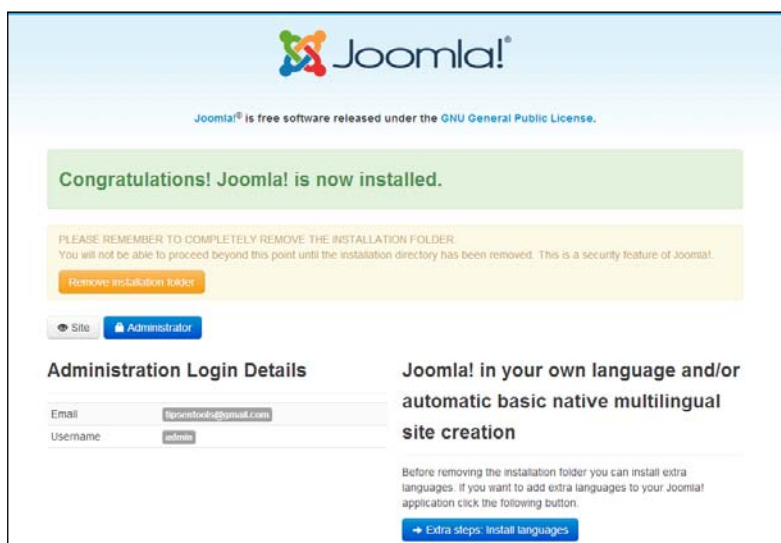 Joomla!®
Joomla!® is free software released under the GNU General Public License.
Congratulations! Joomla! is now installed.
PLEASE REMEMBER TO COMPLETELY REMOVE THE INSTALLATION FOLDER.
You will not be able to proceed beyond this point until the installation directory has been removed. This is a security feature of Joomla!.
Remove installation folder
Site Administrator
Administration Login Details
Email tipsentools@gmail.com
Username admin
Joomla! in your own language and/or
automatic basic native multilingual
site creation
Before removing the installation folder you can install extra
languages. If you want to add extra languages to your Joomla!
application click the following button.
→ Extra steps: Install languages